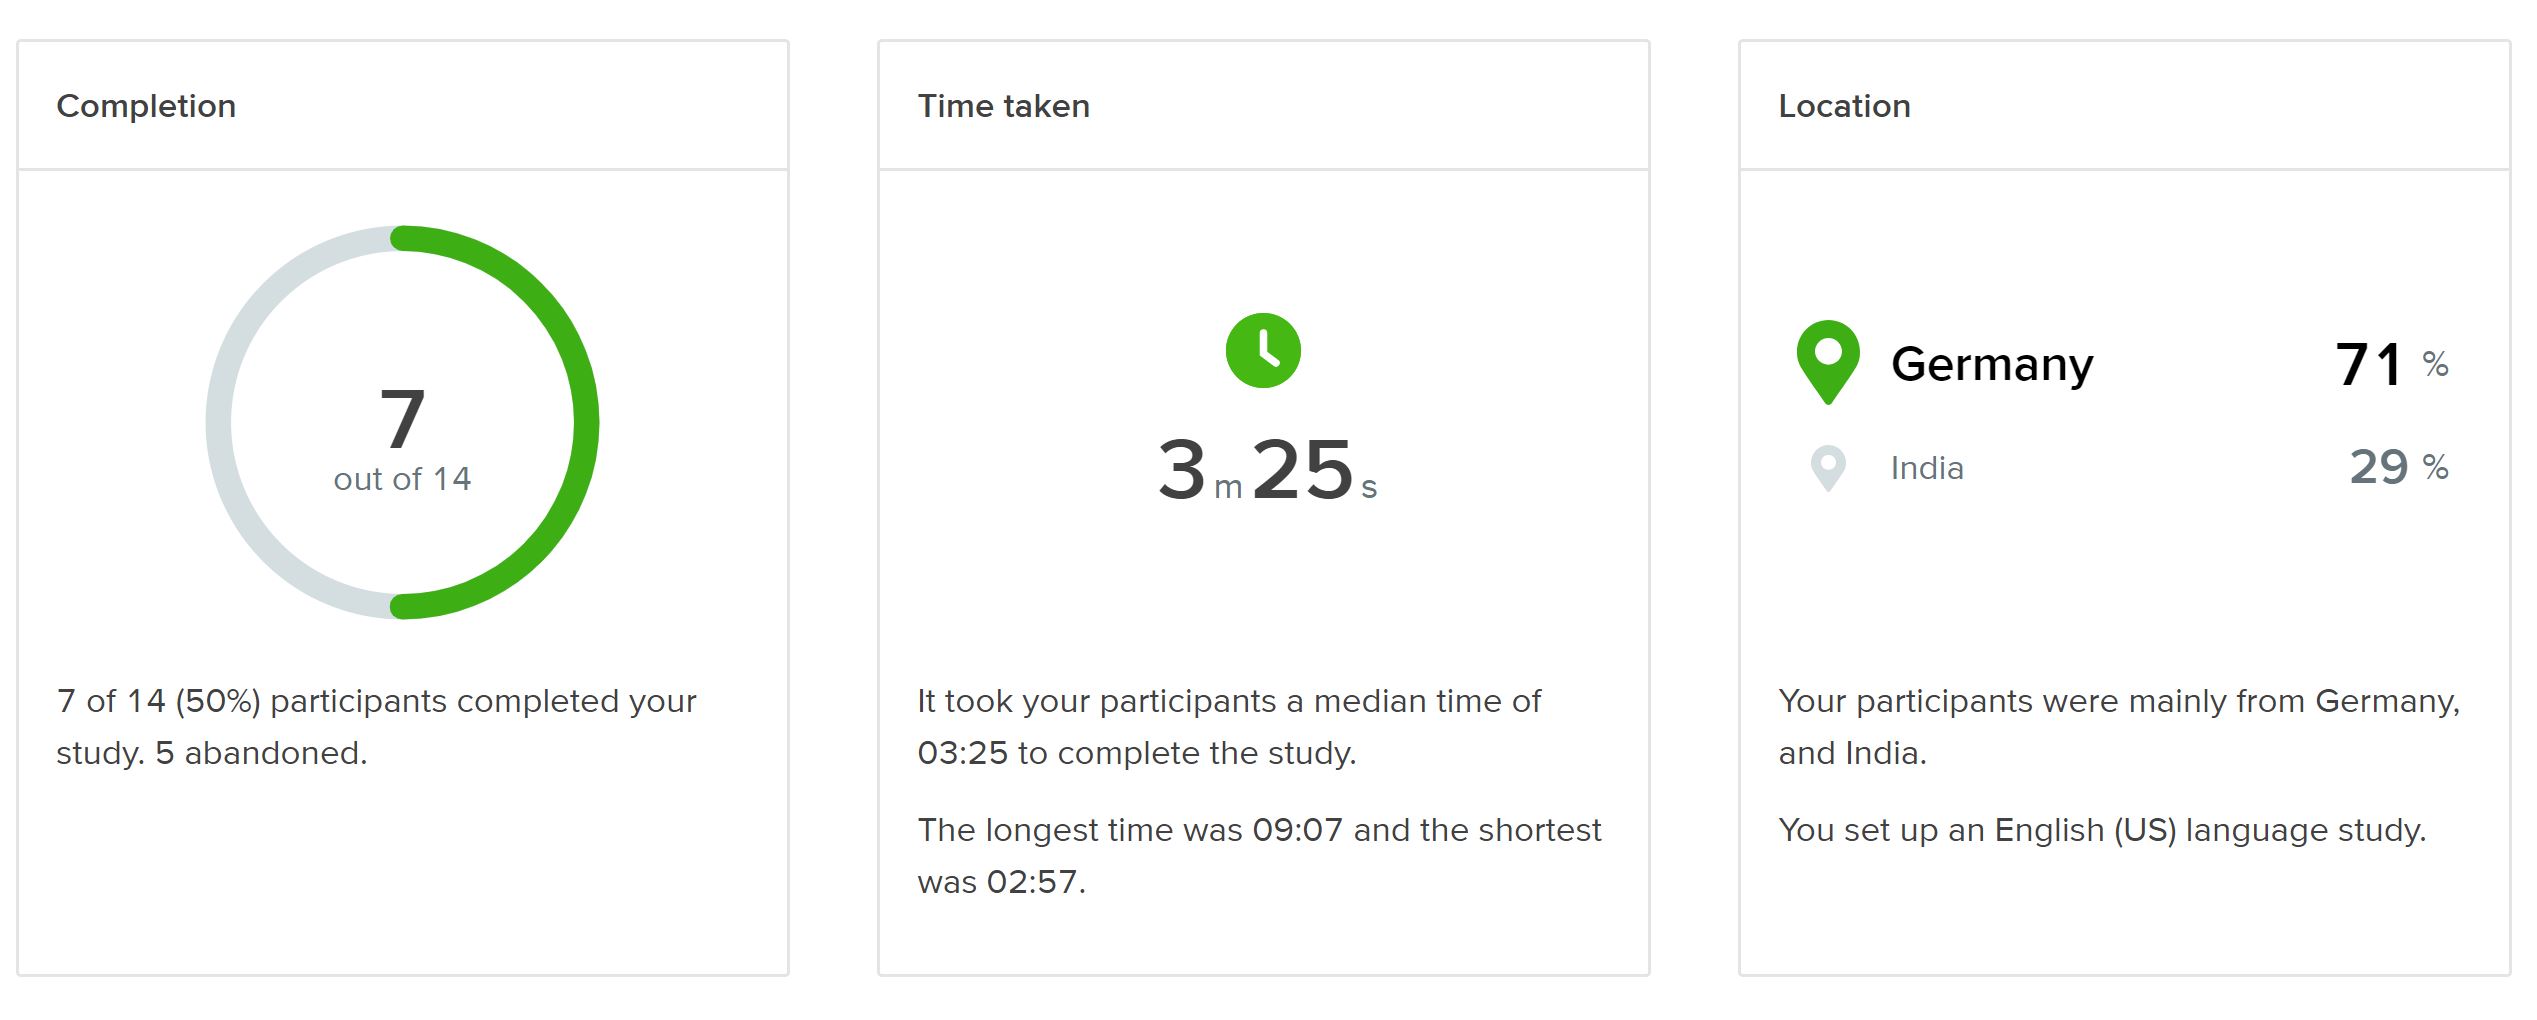 Completion
7
out of 14
7 of 14 (50%) participants completed your
study. 5 abandoned.
Time taken
3 m 25 s
It took your participants a median time of
03:25 to complete the study.
The longest time was 09:07 and the shortest
was 02:57.
Location
Germany 71 %
India 29 %
Your participants were mainly from Germany,
and India.
You set up an English (US) language study.